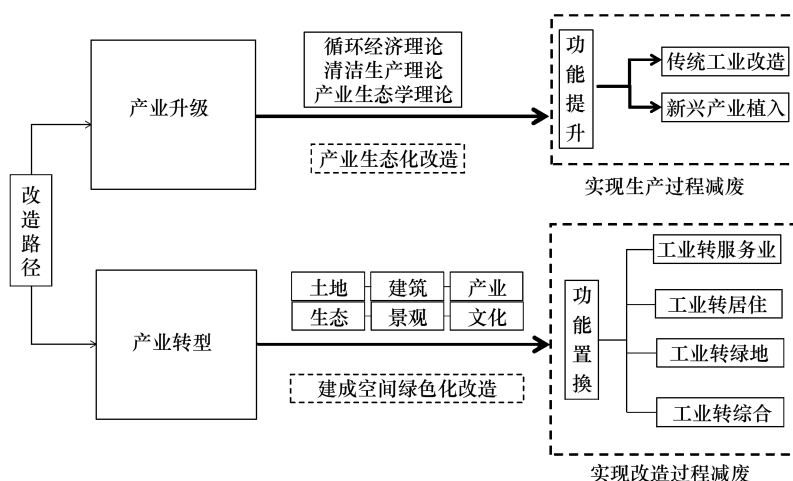 改造路径
产业升级
循环经济理论
清洁生产理论
产业生态学理论
产业生态化改造
功能提升
传统工业改造
新兴产业植入
实现生产过程减废
产业转型
土地
建筑
产业
生态
景观
文化
建成空间绿色化改造
功能置换
工业转服务业
工业转居住
工业转绿地
工业转综合
实现改造过程减废